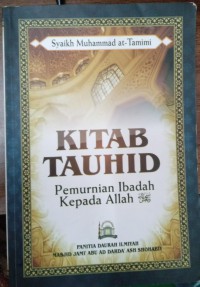 Syaikh Muhammad at-Tamimi
KITAB
TAUHID
Pemurnian Ibadah
Kepada Allah ﷻ
PANITIA DAURAH ILMIYAH
MASJID JAMI' ABU AD DARDA' ASH SHOHABIY